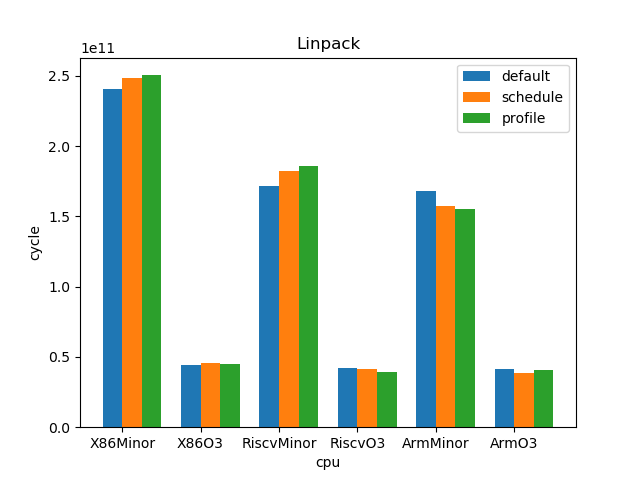 Linpack
1e11
2.5
2.0
1.5
1.0
0.5
0.0
cycle
default
schedule
profile
X86Minor X86O3 RiscvMinor RiscvO3 ArmMinor ArmO3
cpu